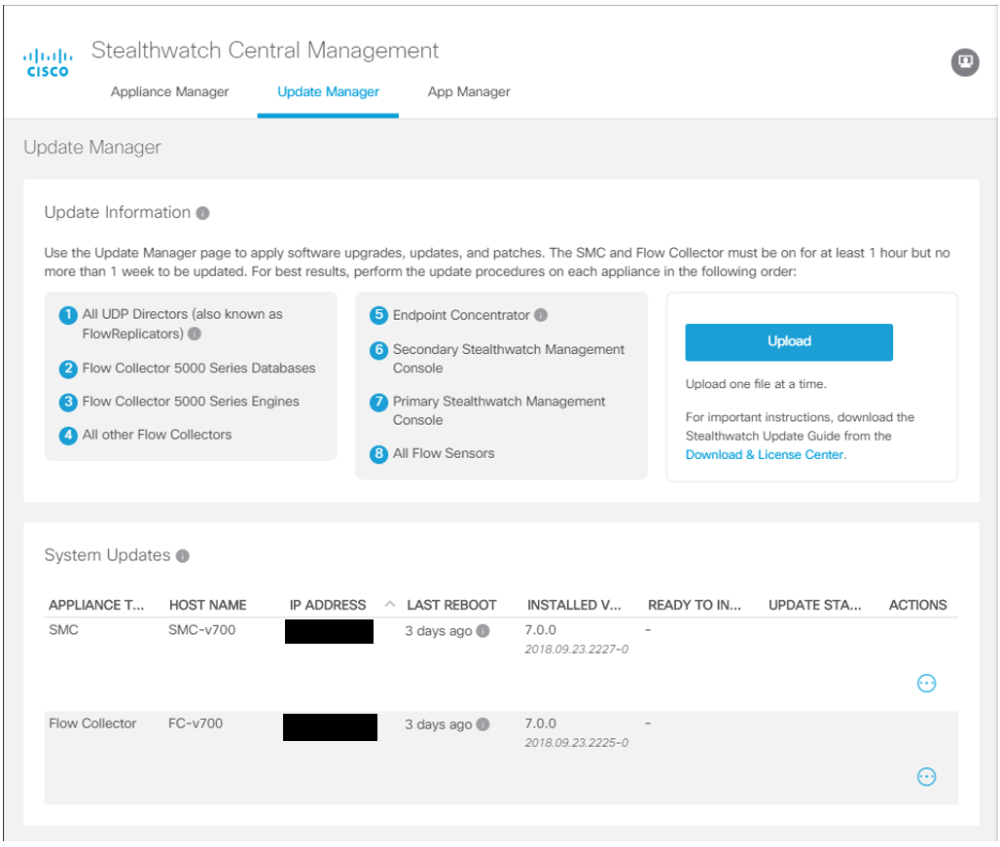 Stealthwatch Central Management
CISCO
Appliance Manager Update Manager App Manager
Update Manager
Update Information
Use the Update Manager page to apply software upgrades, updates, and patches. The SMC and Flow Collector must be on for at least 1 hour but no
more than 1 week to be updated. For best results, perform the update procedures on each appliance in the following order:
1 All UDP Directors (also known as
FlowReplicators)
2 Flow Collector 5000 Series Databases
3 Flow Collector 5000 Series Engines
4 All other Flow Collectors
5 Endpoint Concentrator
6 Secondary Stealthwatch Management
Console
7 Primary Stealthwatch Management
Console
8 All Flow Sensors
Upload
Upload one file at a time.
For important instructions, download the
Stealthwatch Update Guide from the
Download & License Center.
System Updates
APPLIANCE T... HOST NAME IP ADDRESS LAST REBOOT INSTALLED V... READY TO IN... UPDATE STA... ACTIONS
SMC SMC-v700 3 days ago 7.0.0 -
2018.09.23.2227-0
Flow Collector FC-v700 3 days ago 7.0.0 -
2018.09.23.2225-0